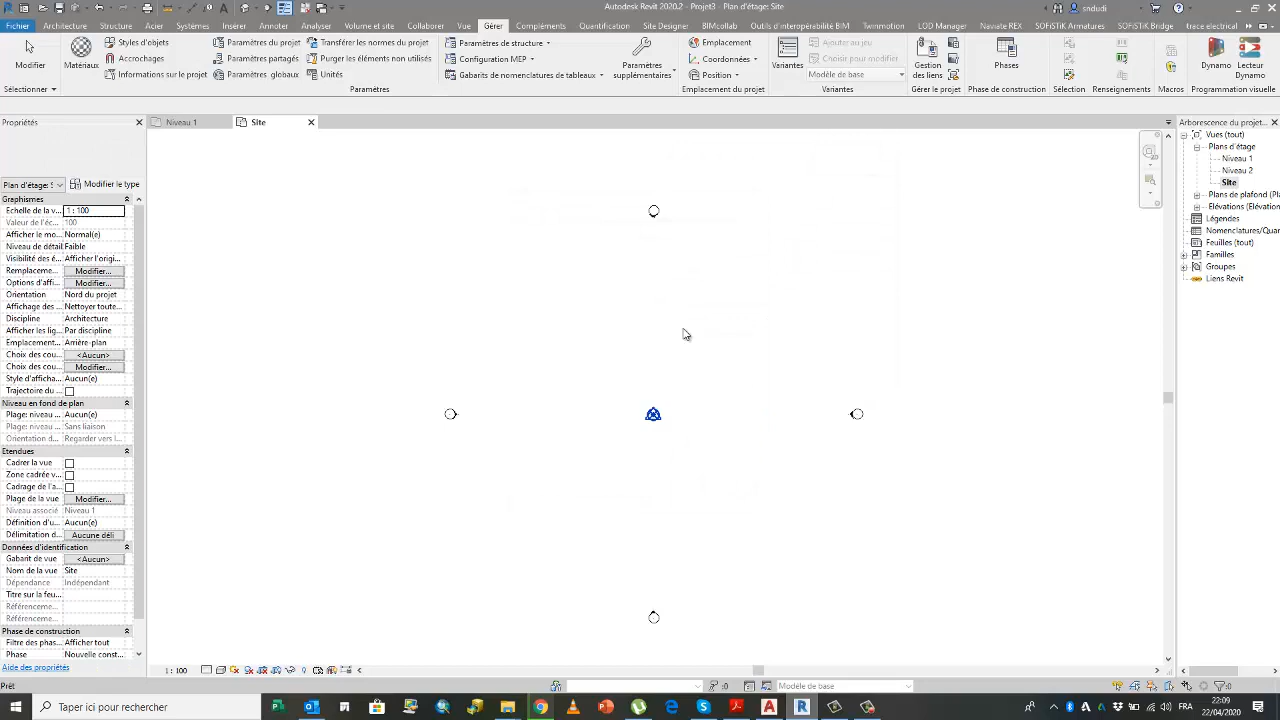 Autodesk Revit 2020.2 - Projet3 - Plan d'étage: Site
sndudi
Fichier Architecture Structure Acier Systèmes Insérer Annoter Analyser Volume et site Collaborer Vue Gérer Compléments Quantification Site Designer BIMcollab Outils d'interopérabilité BIM Twinmotion LOD Manager Naviate REX SOFiSTiK Armatures SOFiSTiK Bridge trace electrical
Modifier
Matériaux
Styles d'objets
Accrochages
Informations sur le projet
Paramètres du projet
Paramètres partagés
Paramètres globaux
Transférer les normes du projet
Purger les éléments non utilisés
Unités
Paramètres de structure
Configuration MEP
Gabarits de nomenclatures de tableaux
Paramètres
supplémentaires
Emplacement
Coordonnées
Position
Variantes
Ajouter au jeu
Choisir pour modifier
Modèle de base
Gestion
des liens
Phases
Dynamo
Lecteur
Dynamo
Sélectionner Paramètres Emplacement du projet Variantes Gérer le projet Phase de construction Sélection Renseignements Macros Programmation visuelle
Propriétés
Niveau 1
Site
Arborescence du projet...
Vues (tout)
Plans d'étage
Niveau 1
Niveau 2
Site
Plans de plafond (Pla
Elévations (Elévation
Légendes
Nomenclatures/Quan
Feuilles (tout)
Familles
Groupes
Liens Revit
Plan d'étage: S
Modifier le type
Graphismes
Echelle de la v... 1 : 100
Valeur de l'éc... 100
Afficher le mo... Normal(e)
Niveau de détail Faible
Visibilité des é... Afficher l'origi...
Remplaceme... Modifier...
Options d'affi... Modifier...
Orientation Nord du projet
Affichage des ... Nettoyer toute...
Discipline Architecture
Afficher les lig... Par discipline
Emplacement... Arrière-plan
Choix des cou... <Aucun>
Choix des cou... Modifier...
Style d'afficha... Aucun(e)
Trajectoire du ...
Niveau en fond de plan
Plage: niveau ... Aucun(e)
Plage: niveau ... Sans liaison
Orientation d... Regarder vers l...
Etendues
Cadrer la vue
Zone cadrée v...
Cadrage de l'a...
Plage de la vue Modifier...
Niveau associé Niveau 1
Définition d'u... Aucun(e)
Délimitation d... Aucune déli
Données d'identification
Gabarit de vue <Aucun>
Nom de la vue Site
Dépendance Indépendant
Titre sur la feu...
Référence...
Référence...
Phase de construction
Filtre des phas... Afficher tout
Phase Nouvelle const...
Aide des propriétés
1 : 100
Prêt
:0
Modèle de base
:0
Taper ici pour rechercher
FRA
22:09
22/04/2020